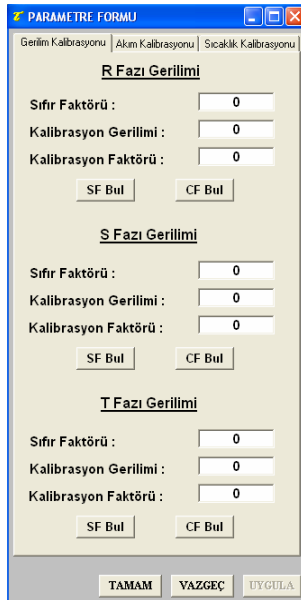 PARAMETRE FORMU
Gerilim Kalibrasyonu Akım Kalibrasyonu Sıcaklık Kalibrasyonu
R Fazı Gerilimi
Sıfır Faktörü : 0
Kalibrasyon Gerilimi : 0
Kalibrasyon Faktörü : 0
SF Bul CF Bul
S Fazı Gerilimi
Sıfır Faktörü : 0
Kalibrasyon Gerilimi : 0
Kalibrasyon Faktörü : 0
SF Bul CF Bul
T Fazı Gerilimi
Sıfır Faktörü : 0
Kalibrasyon Gerilimi : 0
Kalibrasyon Faktörü : 0
SF Bul CF Bul
TAMAM VAZGEÇ UYGULA